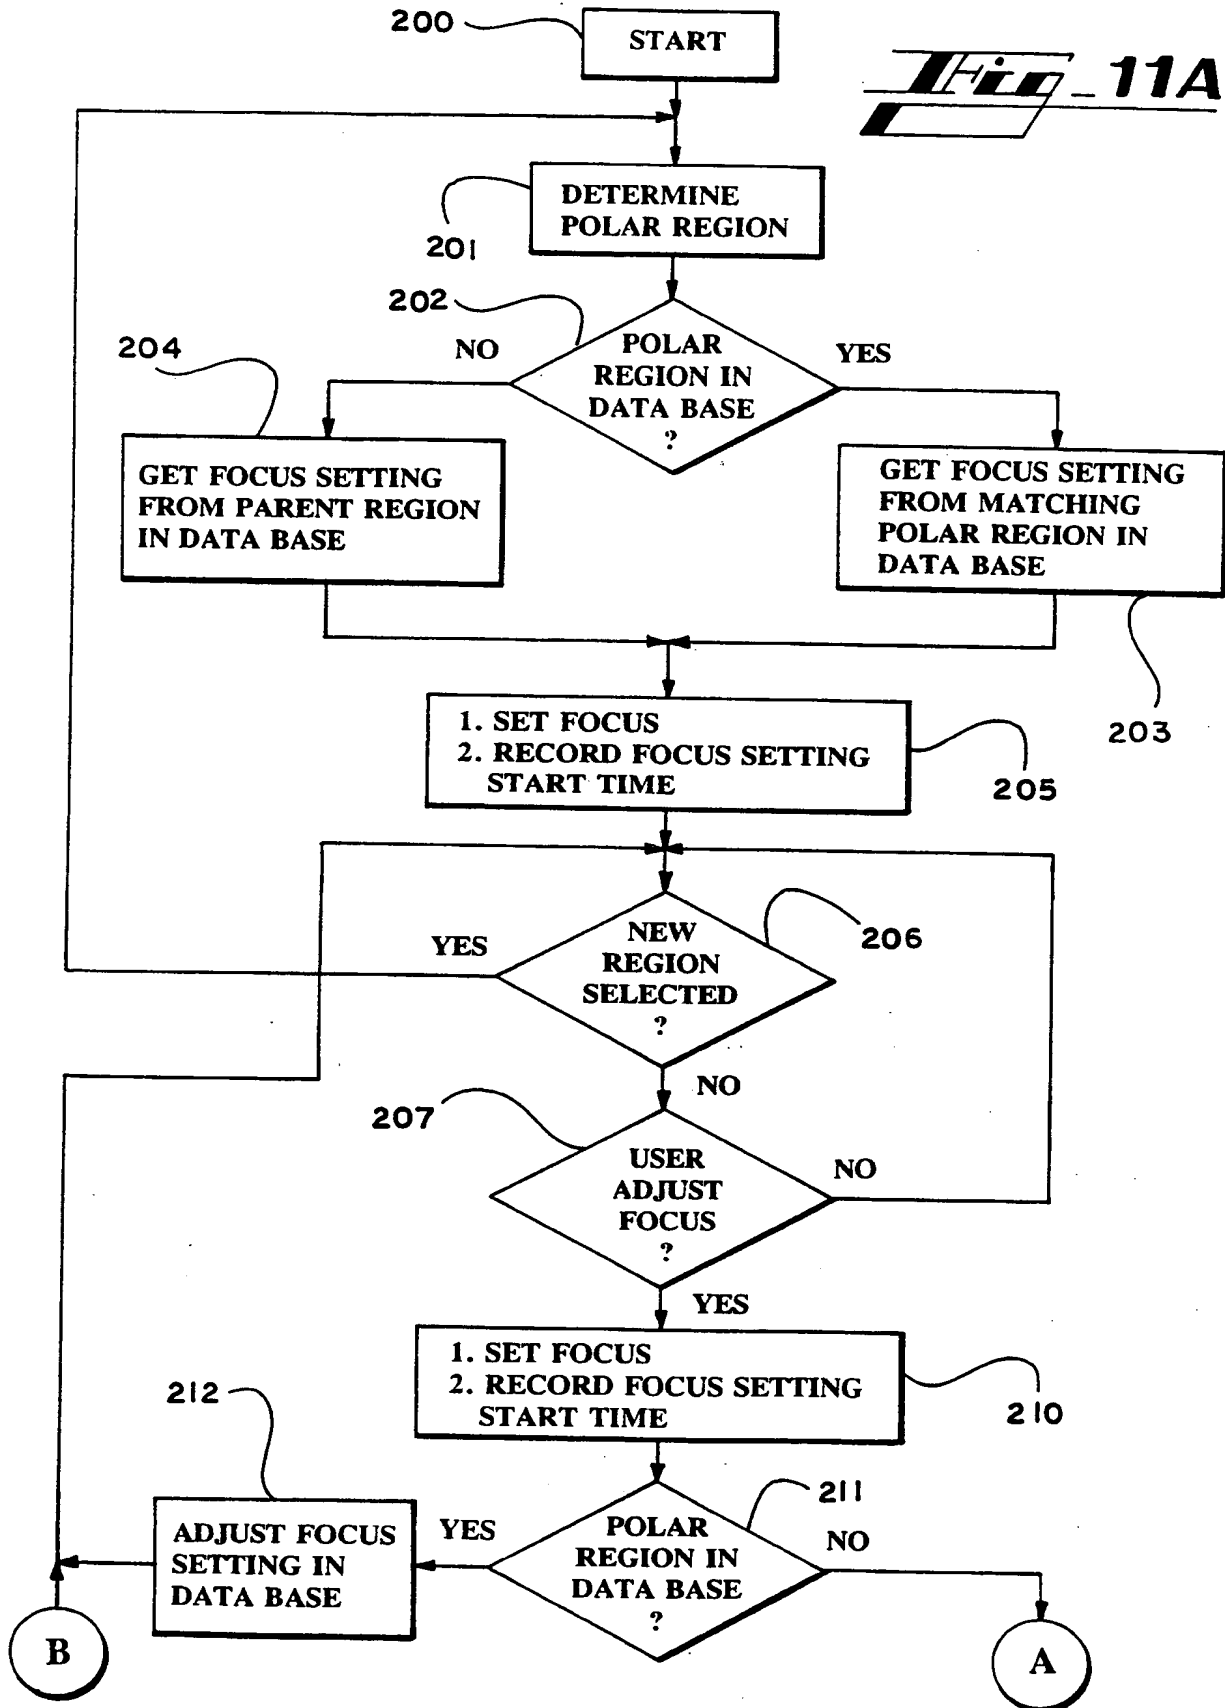 200
START
Fig_11A
201
DETERMINE
POLAR REGION
202
204
NO
POLAR
REGION IN
DATA BASE
?
YES
GET FOCUS SETTING
FROM PARENT REGION
IN DATA BASE
GET FOCUS SETTING
FROM MATCHING
POLAR REGION IN
DATA BASE
203
1. SET FOCUS
2. RECORD FOCUS SETTING
START TIME
205
YES
NEW
REGION
SELECTED
?
206
NO
207
USER
ADJUST
FOCUS
?
NO
YES
1. SET FOCUS
2. RECORD FOCUS SETTING
START TIME
210
212
211
ADJUST FOCUS
SETTING IN
DATA BASE
YES
POLAR
REGION IN
DATA BASE
?
NO
B
A